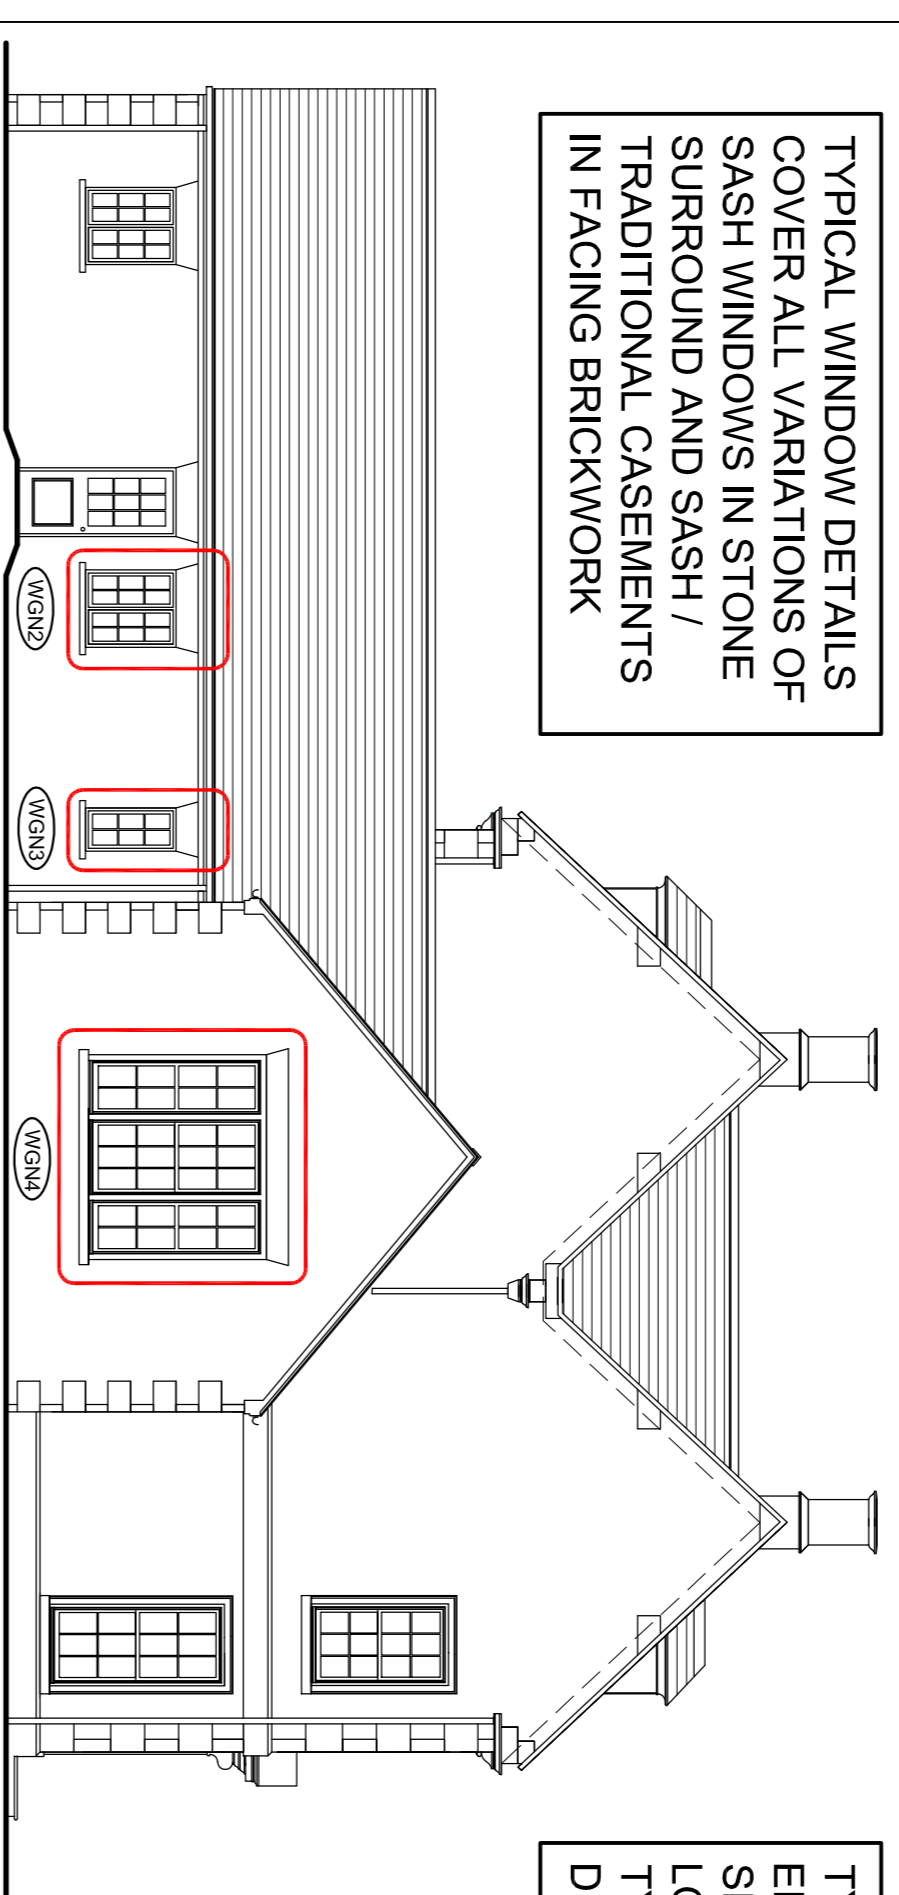 TYPICAL WINDOW DETAILS
COVER ALL VARIATIONS OF
SASH WINDOWS IN STONE
SURROUND AND SASH /
TRADITIONAL CASEMENTS
IN FACING BRICKWORK
WGN2
WGN3
WGN4